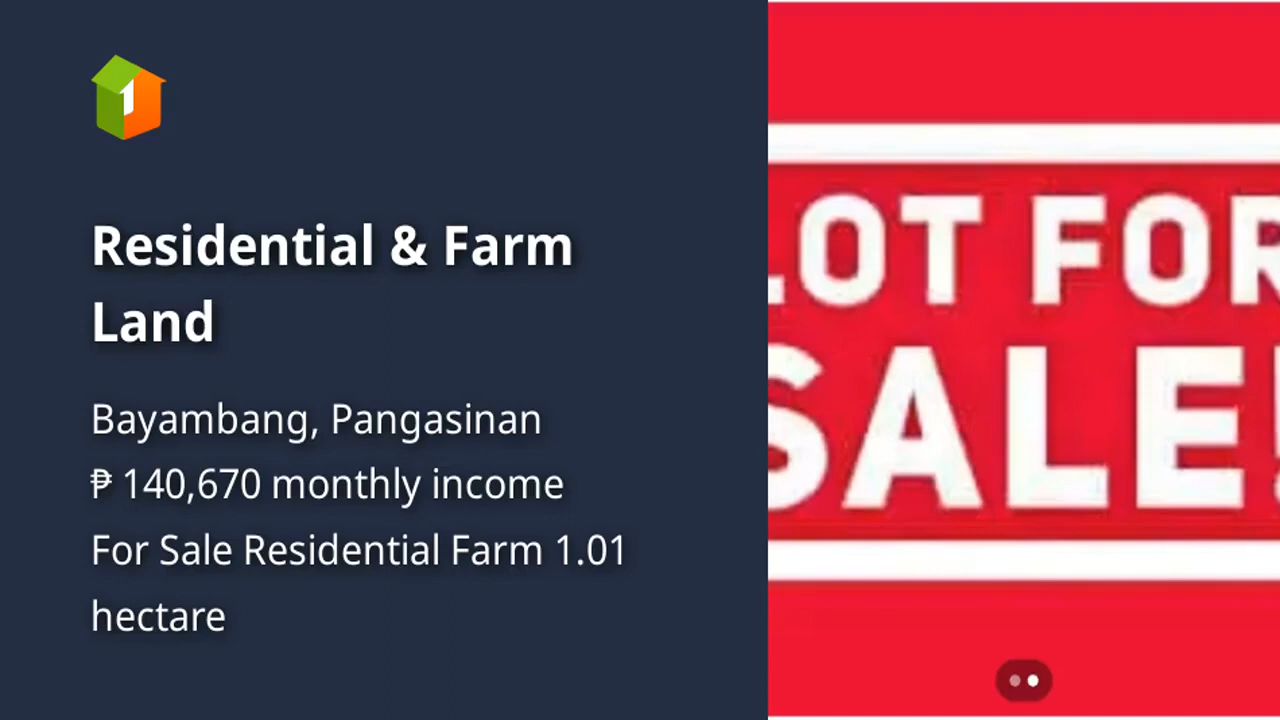 Residential & Farm
Land
Bayambang, Pangasinan
₱ 140,670 monthly income
For Sale Residential Farm 1.01
hectare
LOT FOR
SALE!